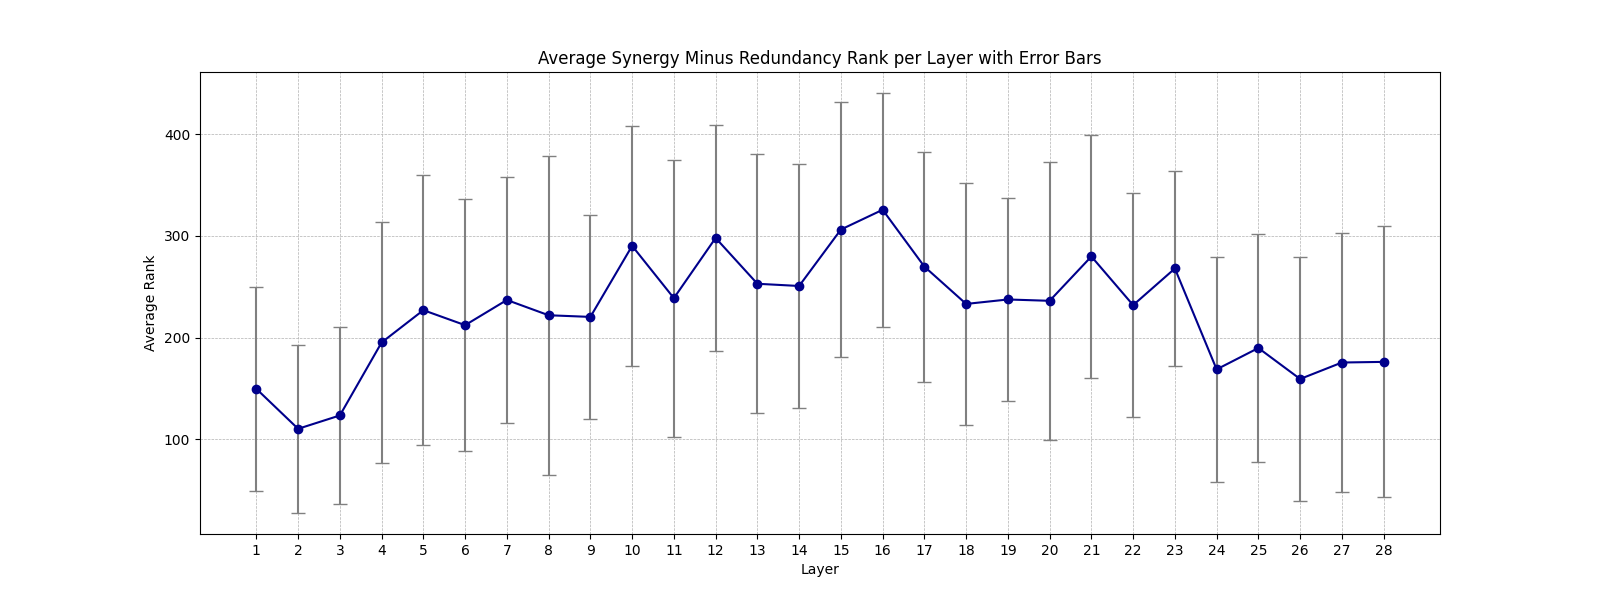 Average Synergy Minus Redundancy Rank per Layer with Error Bars
Average Rank
400
300
200
100
1 2 3 4 5 6 7 8 9 10 11 12 13 14 15 16 17 18 19 20 21 22 23 24 25 26 27 28
Layer